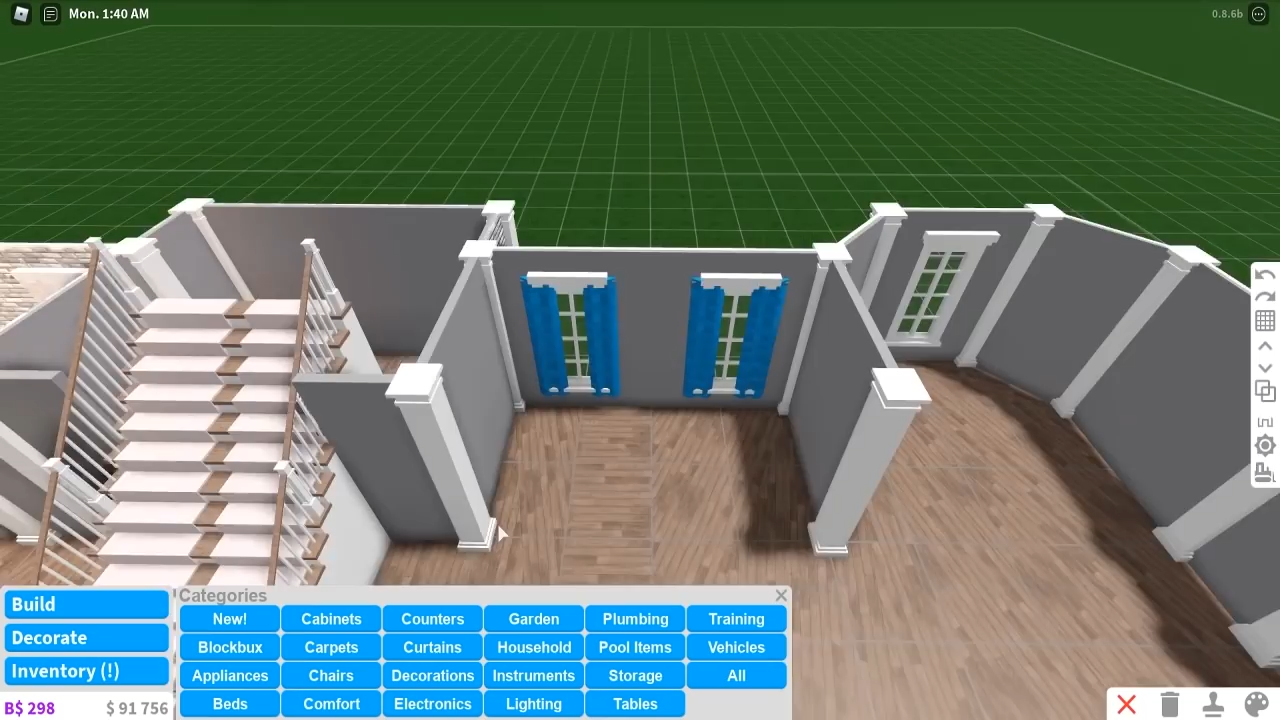 Mon. 1:40 AM
0.8.6b
Build
Decorate
Inventory (!)
B$ 298
$ 91 756
Categories
New!
Cabinets
Counters
Garden
Plumbing
Training
Blockbux
Carpets
Curtains
Household
Pool Items
Vehicles
Appliances
Chairs
Decorations
Instruments
Storage
All
Beds
Comfort
Electronics
Lighting
Tables